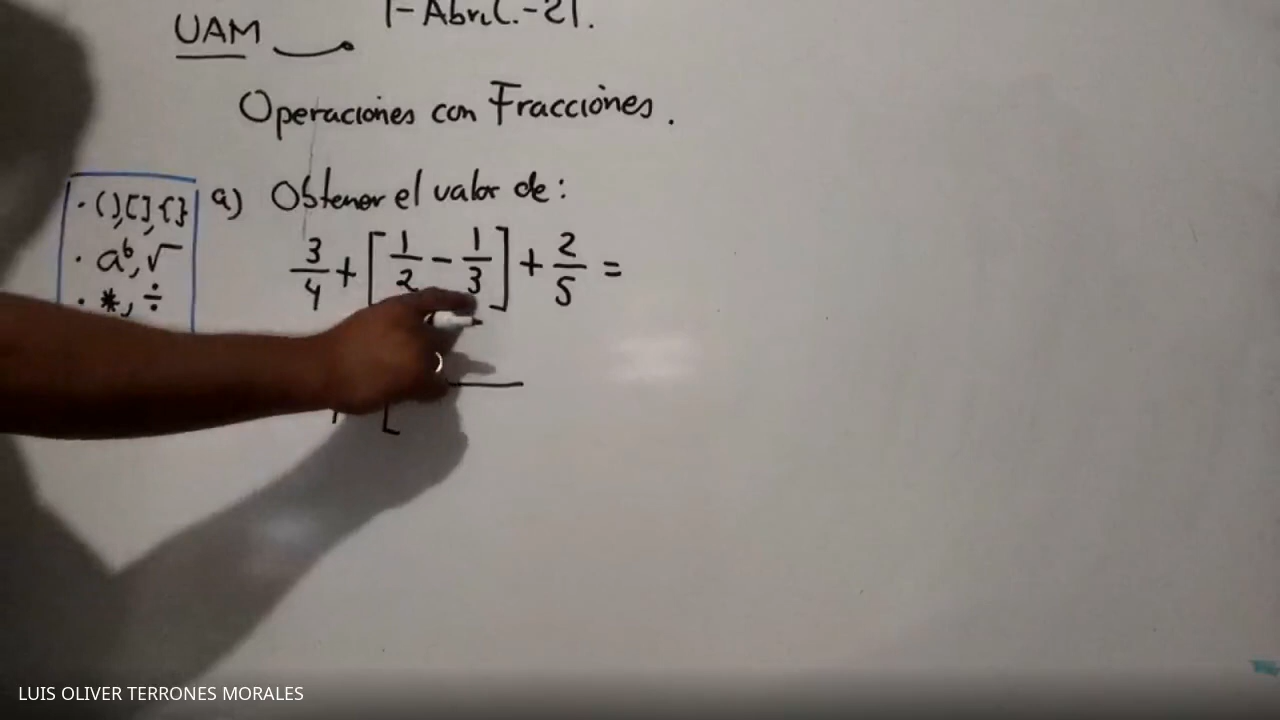 1-Abril.-21.
UAM
Operaciones con Fracciones.
· (),[],{}
a) Obtener el valor de:
· a^b, √
3/4 + [1/2 - 1/3] + 2/5 =
· *, ÷
LUIS OLIVER TERRONES MORALES